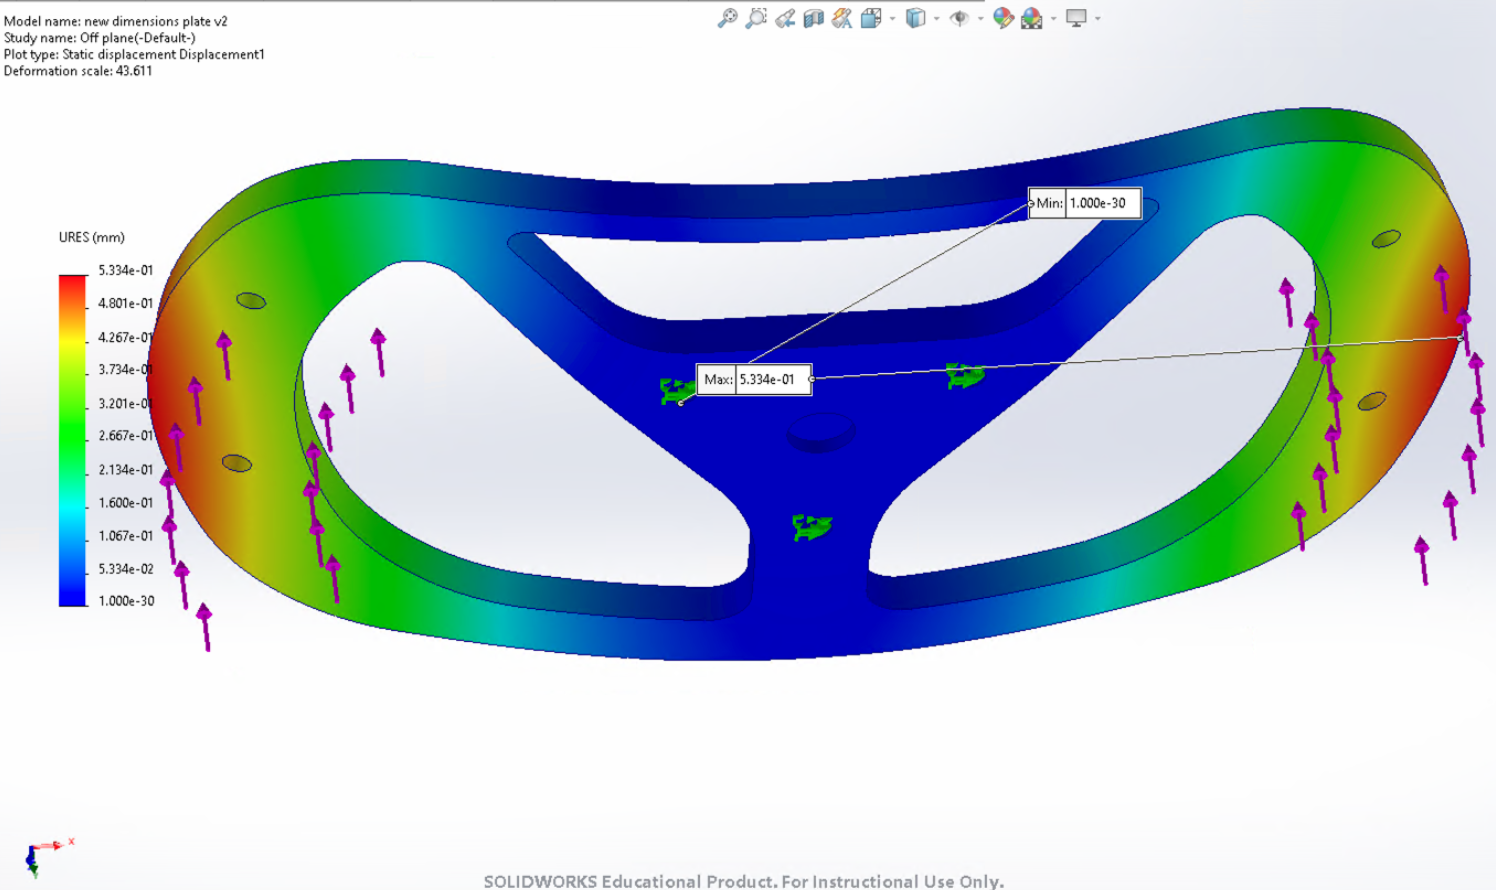 Model name: new dimensions plate v2
Study name: Off plane(-Default-)
Plot type: Static displacement Displacement1
Deformation scale: 43.611
Min: 1.000e-30
URES (mm)
5.334e-01
4.801e-01
4.267e-01
3.734e-01
3.201e-01
2.667e-01
2.134e-01
1.600e-01
1.067e-01
5.334e-02
1.000e-30
Max: 5.334e-01
x
SOLIDWORKS Educational Product. For Instructional Use Only.